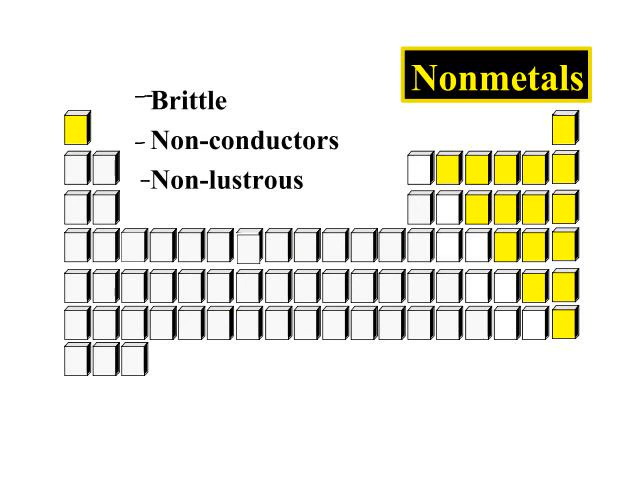 Nonmetals
– Brittle
– Non-conductors
-Non-lustrous